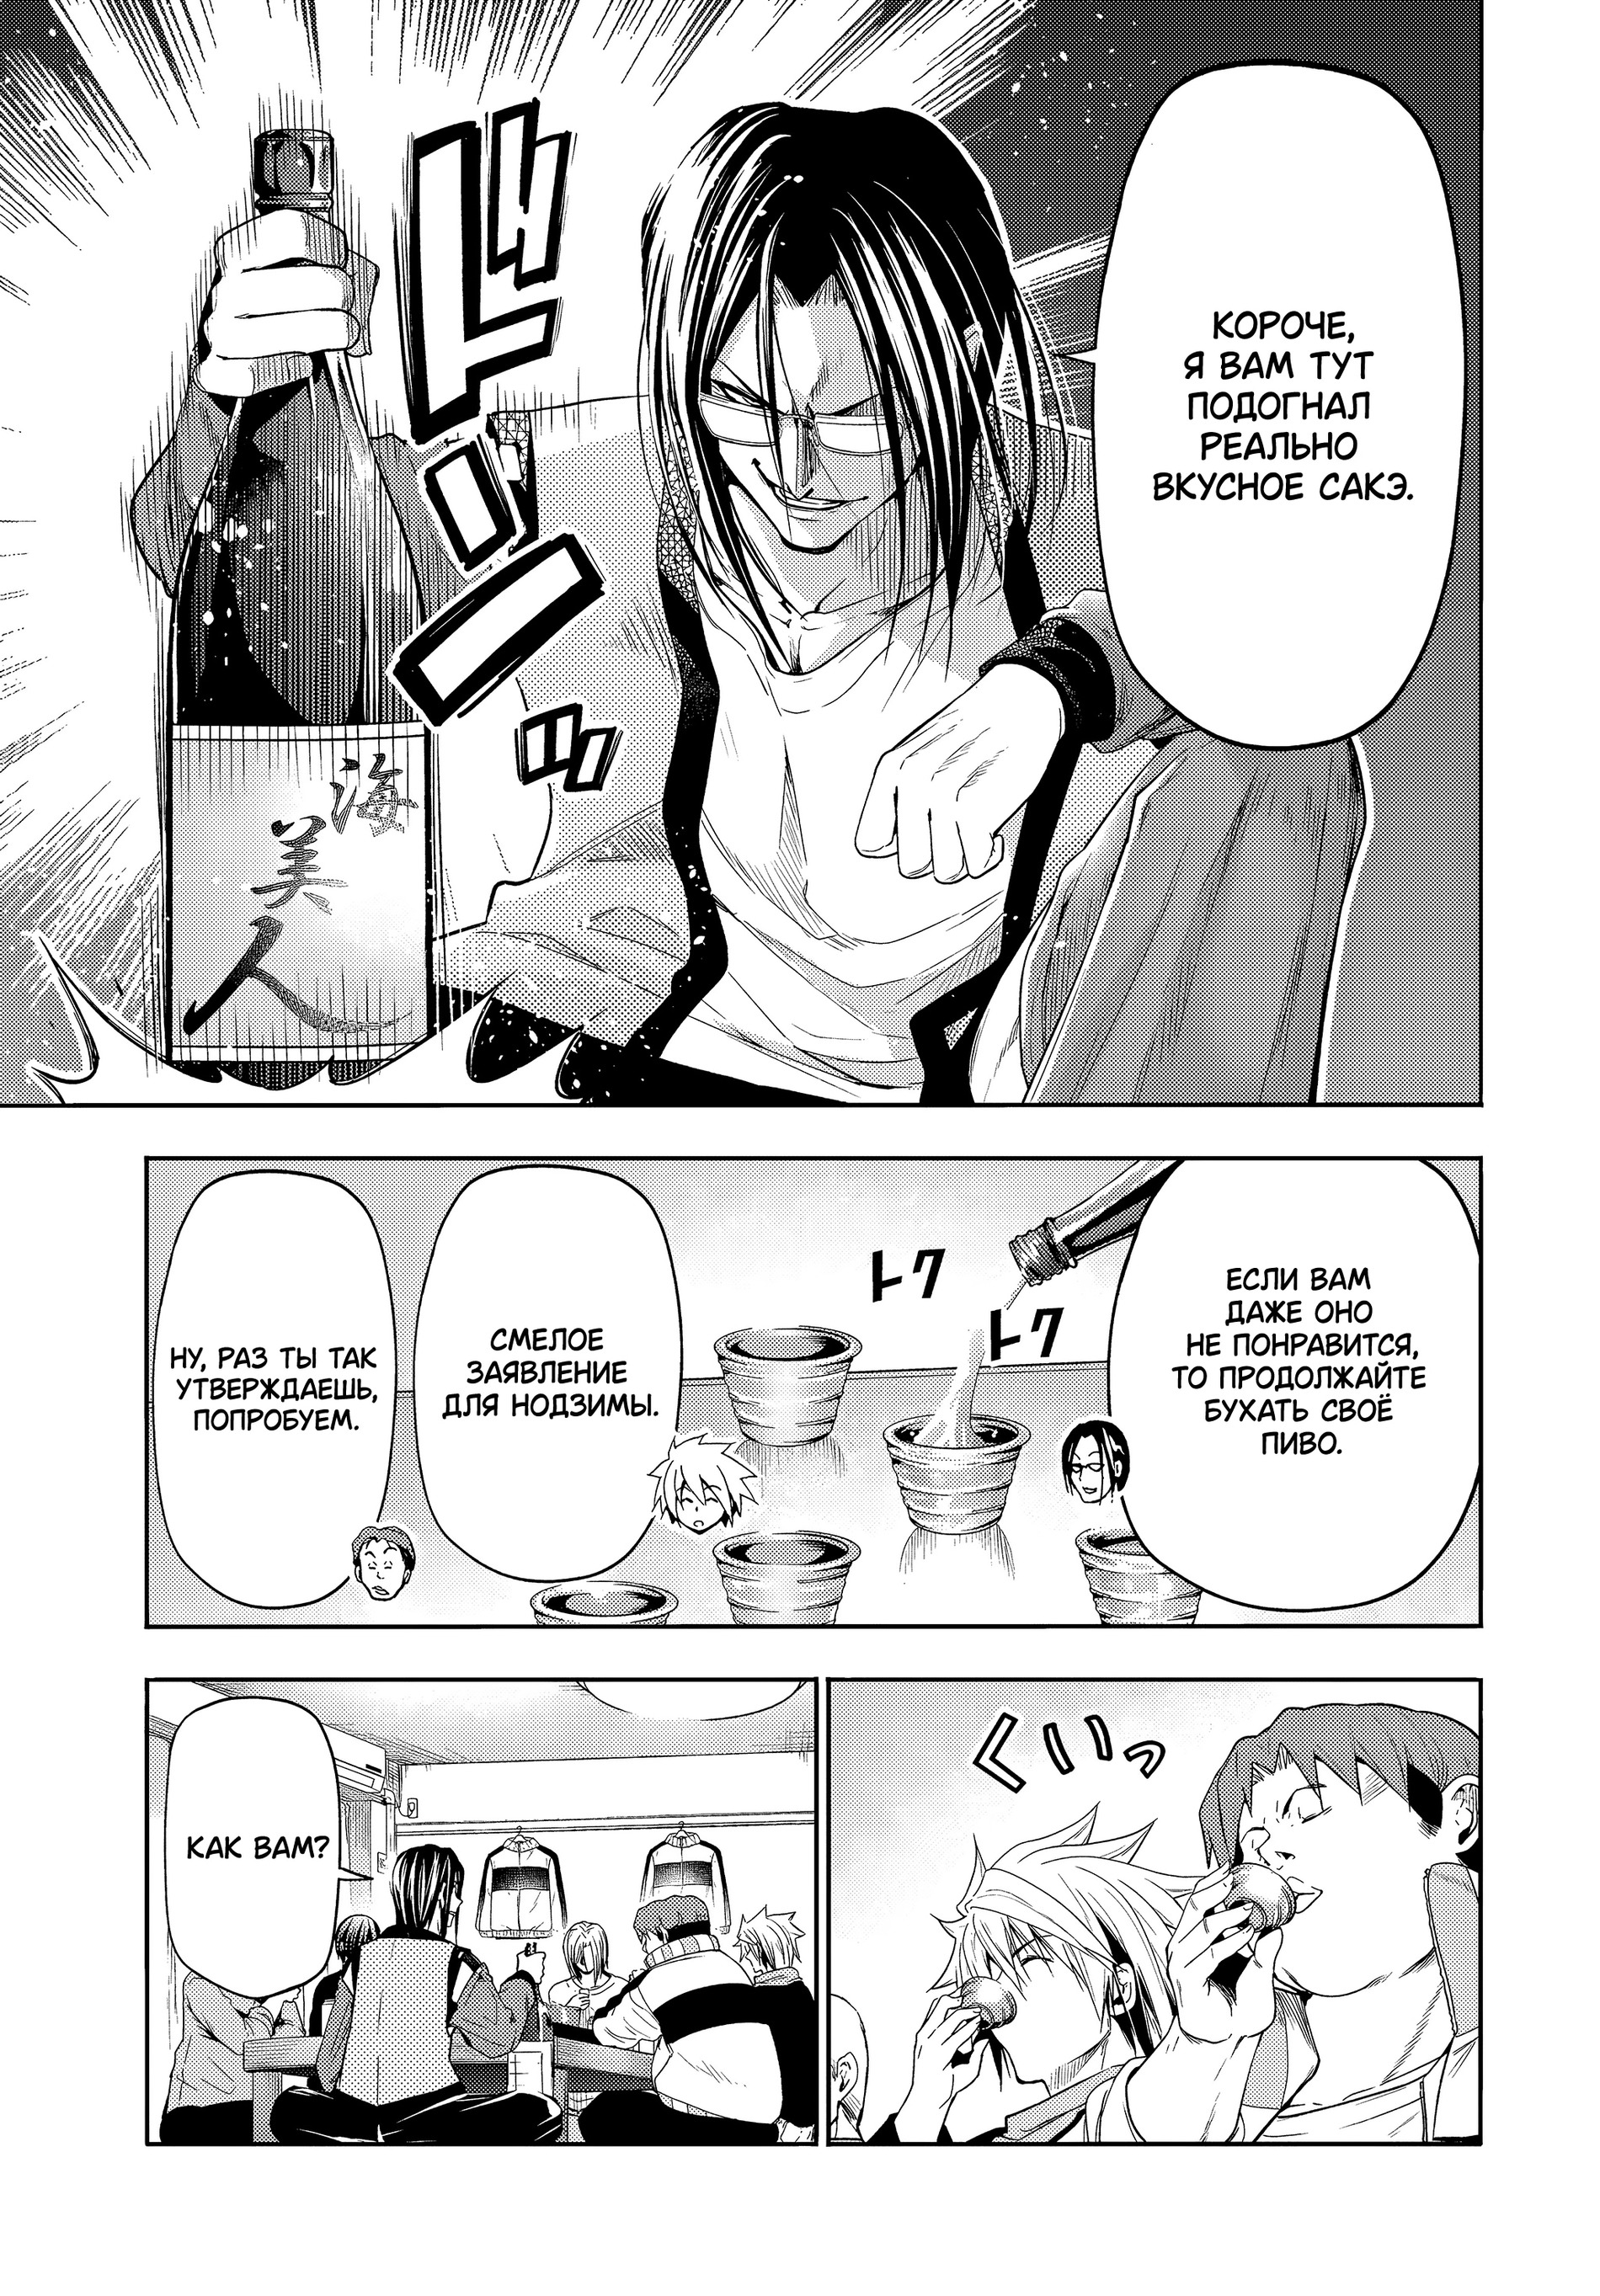 КОРОЧЕ,
Я ВАМ ТУТ
ПОДОГНАЛ
РЕАЛЬНО
ВКУСНОЕ САКЭ.
ドンッ
海
美
人
ЕСЛИ ВАМ
ДАЖЕ ОНО
НЕ ПОНРАВИТСЯ,
ТО ПРОДОЛЖАЙТЕ
БУХАТЬ СВОЁ
ПИВО.
トク
トク
СМЕЛОЕ
ЗАЯВЛЕНИЕ
ДЛЯ НОДЗИМЫ.
НУ, РАЗ ТЫ ТАК
УТВЕРЖДАЕШЬ,
ПОПРОБУЕМ.
くいっ
КАК ВАМ?